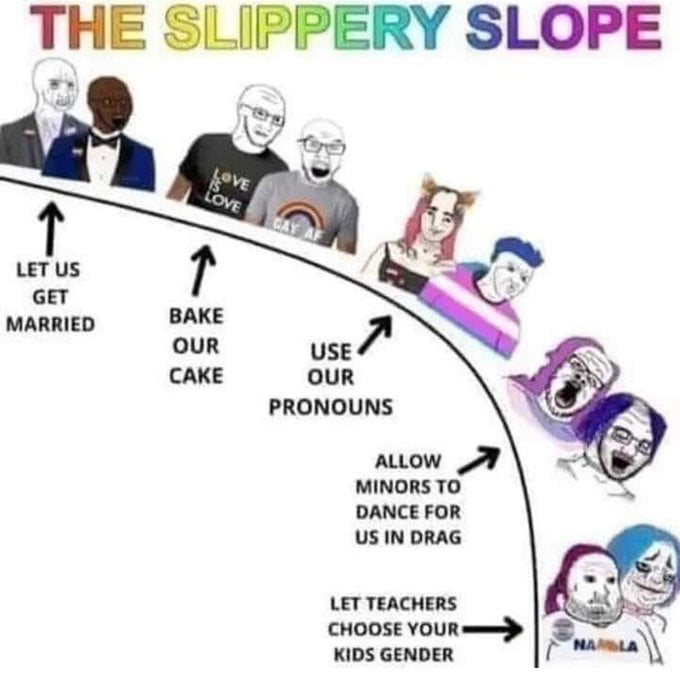 THE SLIPPERY SLOPE
LOVE
IS
LOVE
GAY AF
LET US
GET
MARRIED
BAKE
OUR
CAKE
USE
OUR
PRONOUNS
ALLOW
MINORS TO
DANCE FOR
US IN DRAG
LET TEACHERS
CHOOSE YOUR
KIDS GENDER
NAMBLA